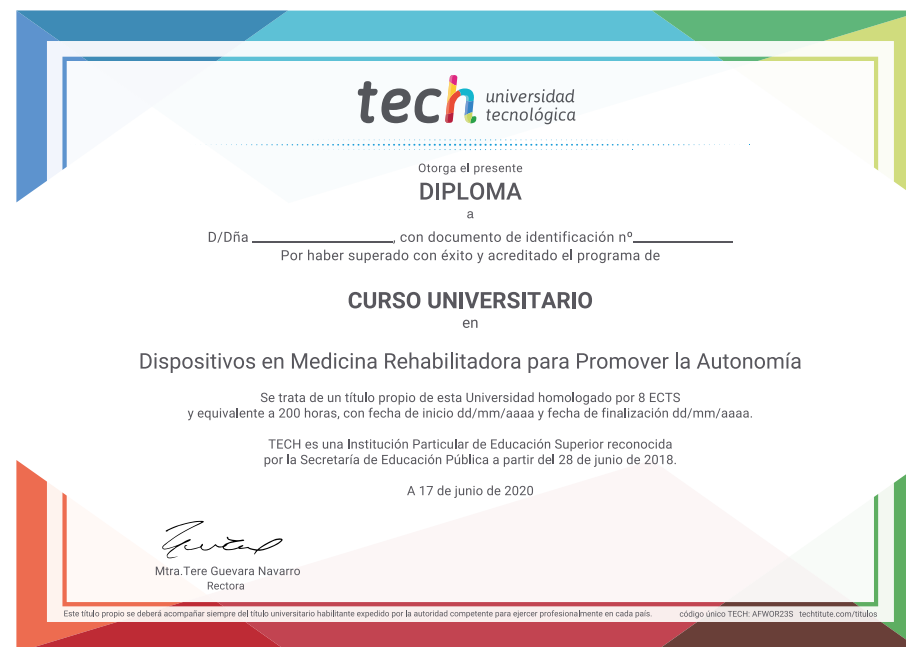 tech universidad
tecnológica
Otorga el presente
DIPLOMA
a
D/Dña ____________________, con documento de identificación nº______________
Por haber superado con éxito y acreditado el programa de
CURSO UNIVERSITARIO
en
Dispositivos en Medicina Rehabilitadora para Promover la Autonomía
Se trata de un título propio de esta Universidad homologado por 8 ECTS
y equivalente a 200 horas, con fecha de inicio dd/mm/aaaa y fecha de finalización dd/mm/aaaa.
TECH es una Institución Particular de Educación Superior reconocida
por la Secretaría de Educación Pública a partir del 28 de junio de 2018.
A 17 de junio de 2020
Mtra.Tere Guevara Navarro
Rectora
Este título propio se deberá acompañar siempre del título universitario habilitante expedido por la autoridad competente para ejercer profesionalmente en cada país. código único TECH: AFWOR23S techtitute.com/titulos